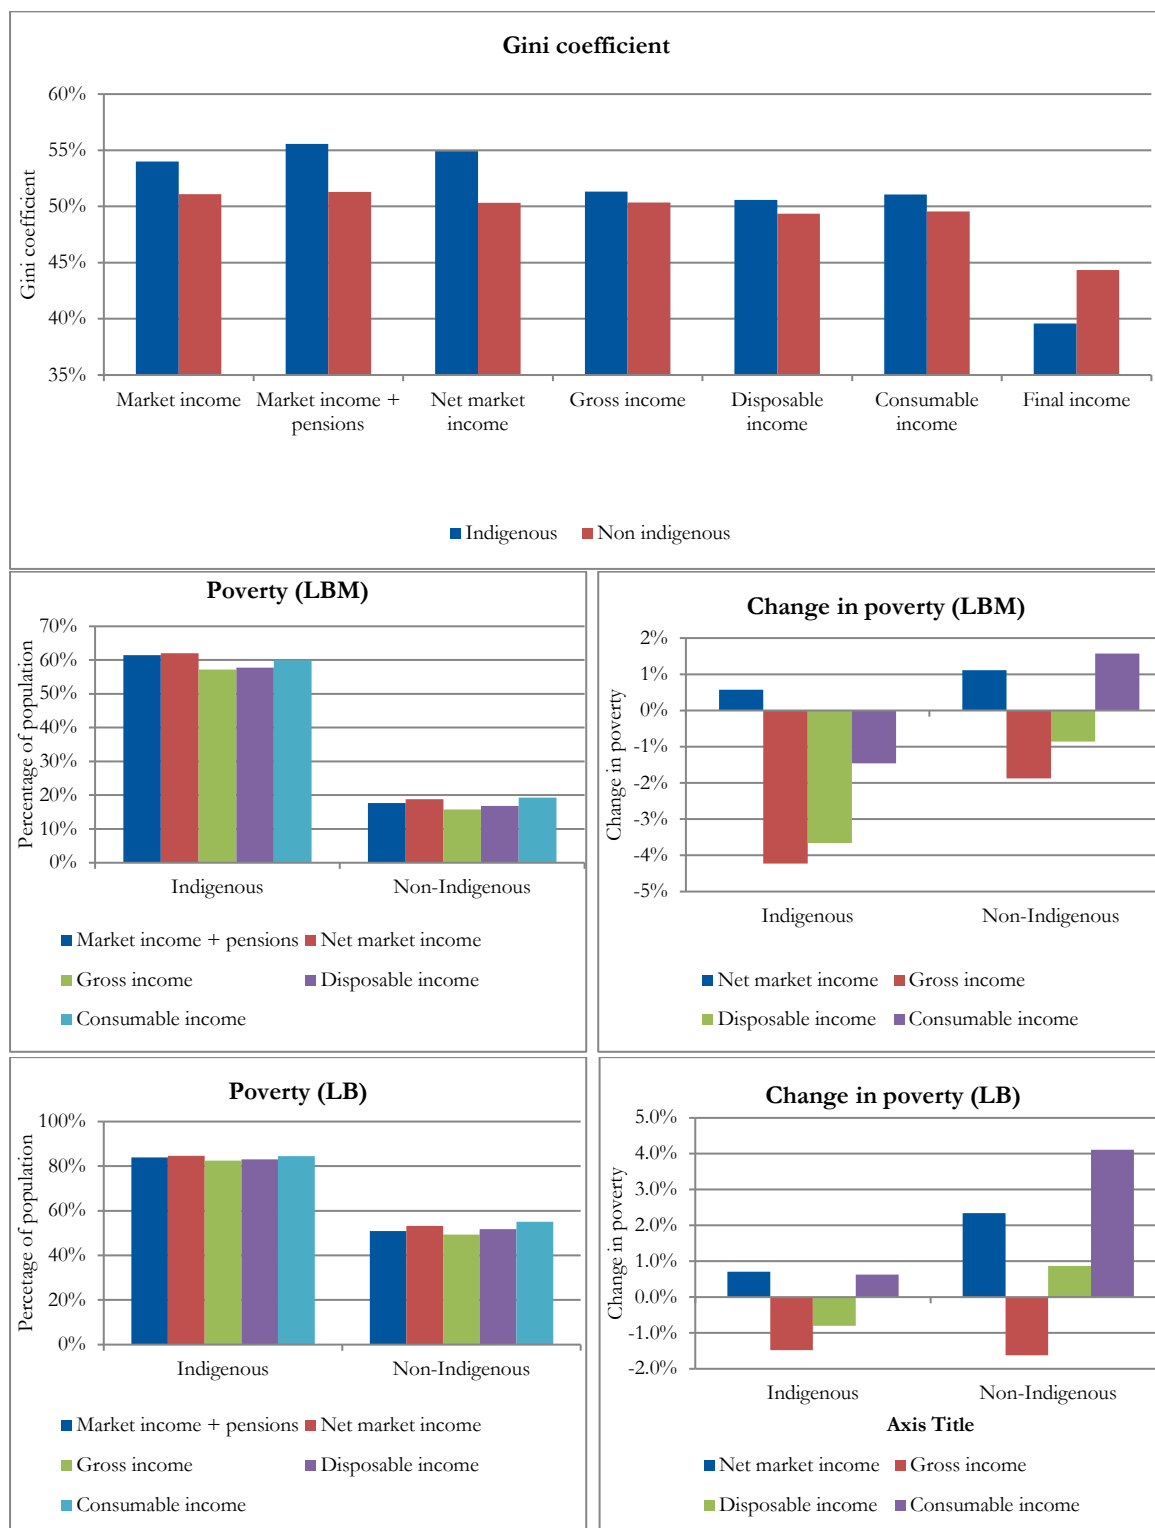 Gini coefficient
Gini coefficient
60%
55%
50%
45%
40%
35%
Market income
Market income +
pensions
Net market
income
Gross income
Disposable
income
Consumable
income
Final income
Indigenous
Non indigenous
Poverty (LBM)
Percentage of population
70%
60%
50%
40%
30%
20%
10%
0%
Indigenous
Non-Indigenous
Market income + pensions
Net market income
Gross income
Disposable income
Consumable income
Change in poverty (LBM)
Change in poverty
2%
1%
0%
-1%
-2%
-3%
-4%
-5%
Indigenous
Non-Indigenous
Net market income
Gross income
Disposable income
Consumable income
Poverty (LB)
Percetage of population
100%
80%
60%
40%
20%
0%
Indigenous
Non-Indigenous
Market income + pensions
Net market income
Gross income
Disposable income
Consumable income
Change in poverty (LB)
Change in poverty
5.0%
4.0%
3.0%
2.0%
1.0%
0.0%
-1.0%
-2.0%
Indigenous
Non-Indigenous
Axis Title
Net market income
Gross income
Disposable income
Consumable income